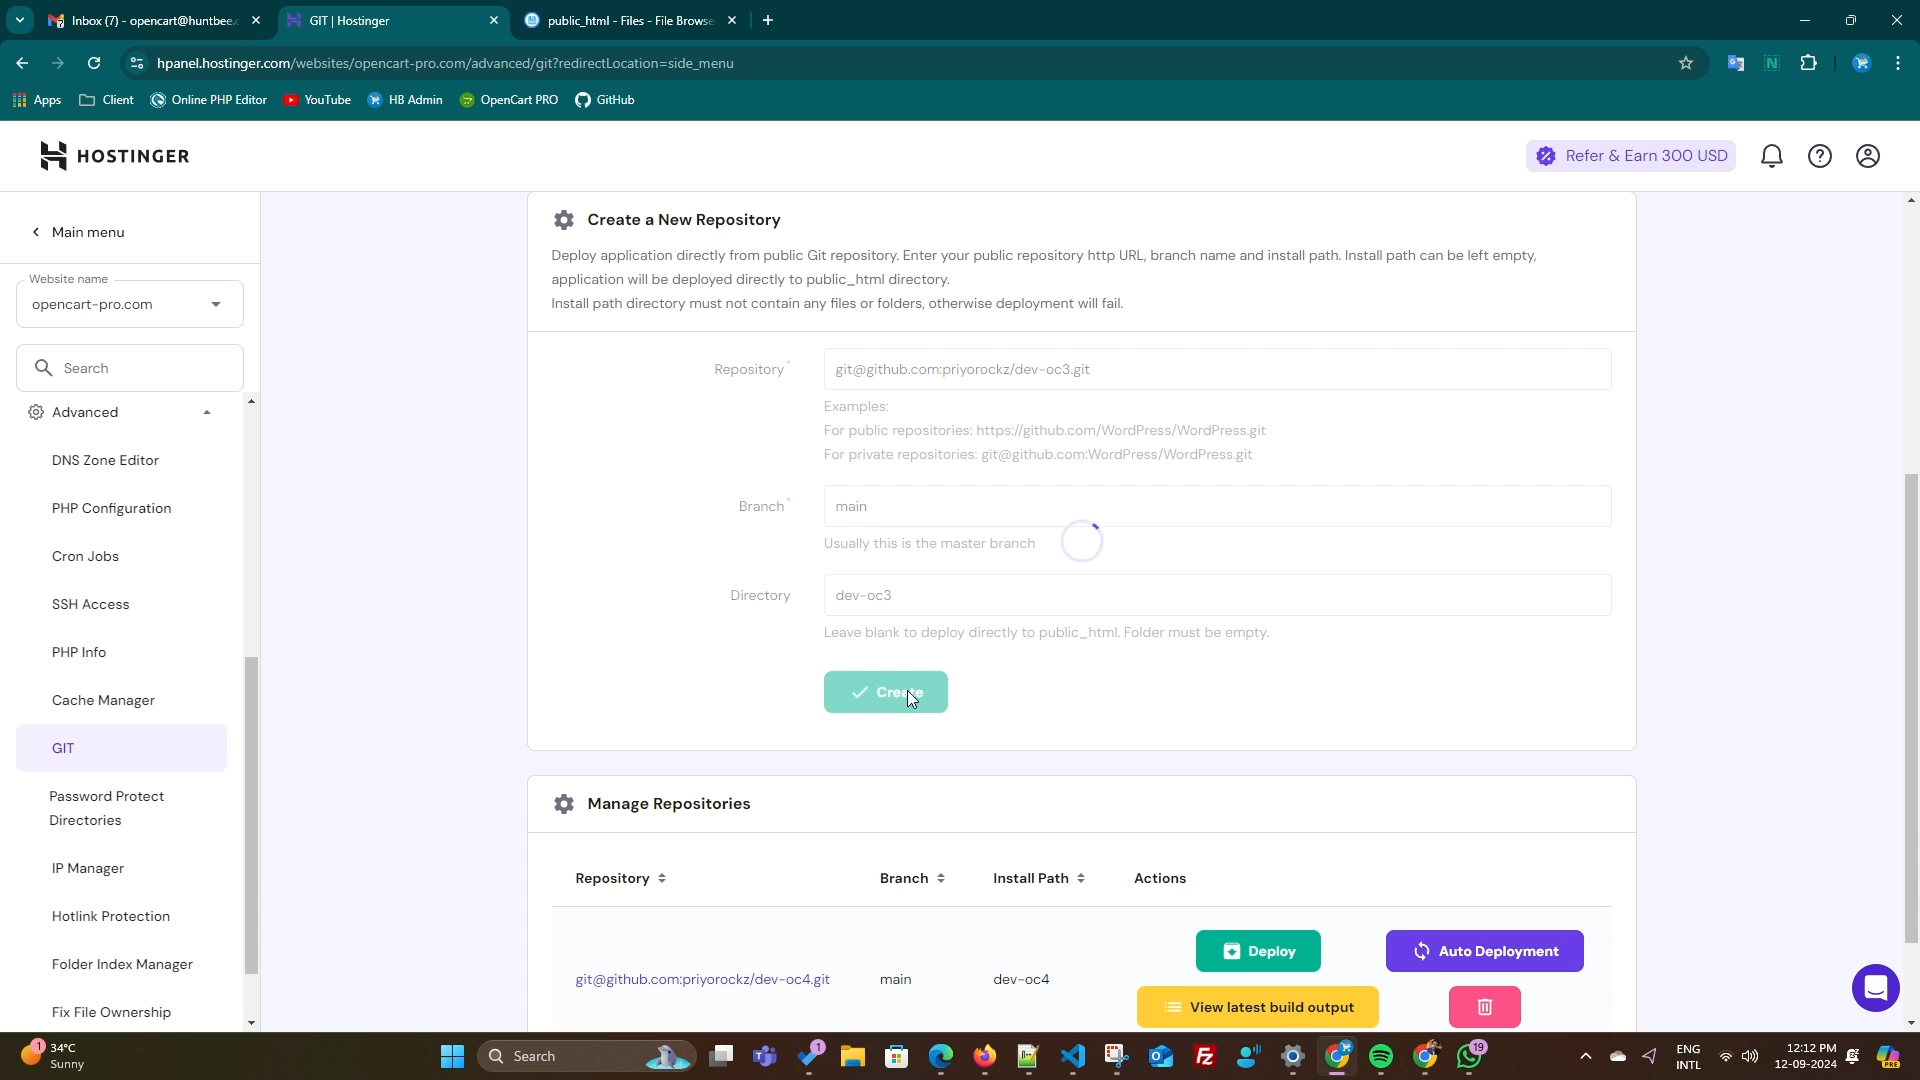 Inbox (7) - opencart@huntbee.
GIT | Hostinger
public_html - Files - File Browse
hpanel.hostinger.com/websites/opencart-pro.com/advanced/git?redirectLocation=side_menu
Apps
Client
Online PHP Editor
YouTube
HB Admin
OpenCart PRO
GitHub
HOSTINGER
Refer & Earn 300 USD
Main menu
Website name
opencart-pro.com
Search
Advanced
DNS Zone Editor
PHP Configuration
Cron Jobs
SSH Access
PHP Info
Cache Manager
GIT
Password Protect
Directories
IP Manager
Hotlink Protection
Folder Index Manager
Fix File Ownership
Create a New Repository
Deploy application directly from public Git repository. Enter your public repository http URL, branch name and install path. Install path can be left empty,
application will be deployed directly to public_html directory.
Install path directory must not contain any files or folders, otherwise deployment will fail.
Repository*
git@github.com:priyorockz/dev-oc3.git
Examples:
For public repositories: https://github.com/WordPress/WordPress.git
For private repositories: git@github.com:WordPress/WordPress.git
Branch*
main
Usually this is the master branch
Directory
dev-oc3
Leave blank to deploy directly to public_html. Folder must be empty.
Create
Manage Repositories
Repository
Branch
Install Path
Actions
git@github.com:priyorockz/dev-oc4.git
main
dev-oc4
Deploy
Auto Deployment
View latest build output
1
34°C
Sunny
Search
1
19
ENG
INTL
12:12 PM
12-09-2024
PRE